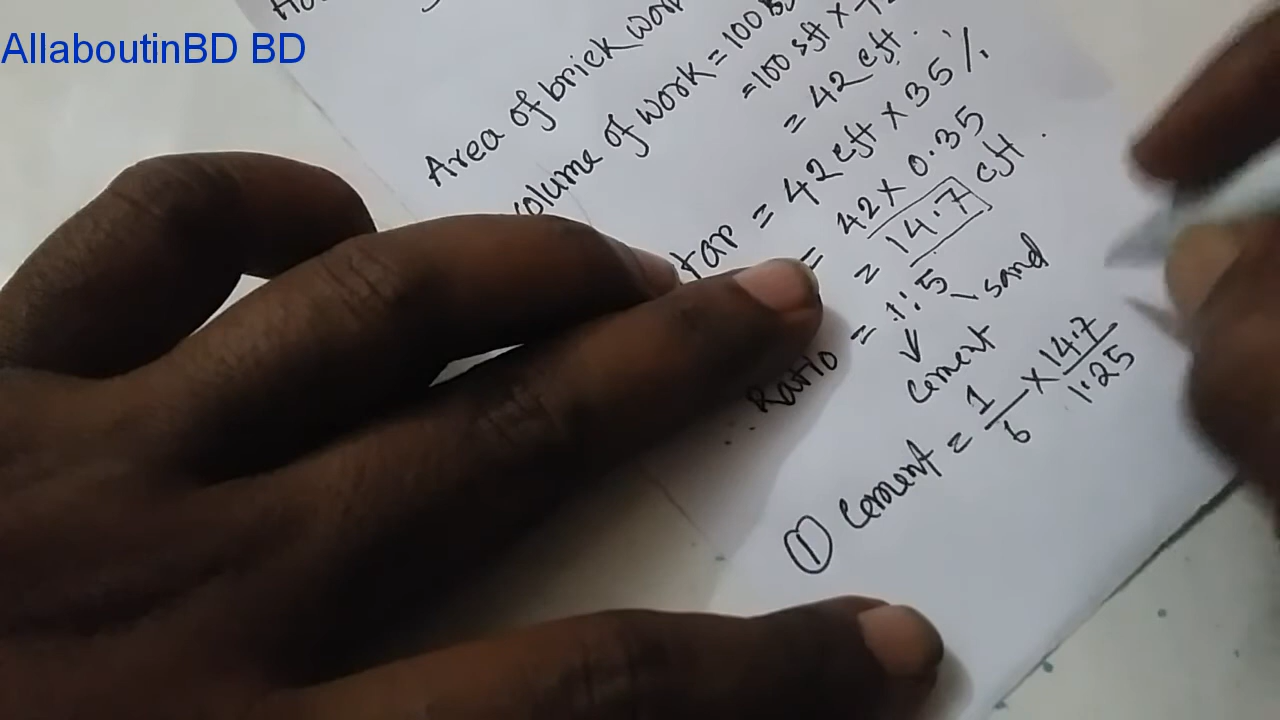 AllaboutinBD BD
Area of brick work
Volume of work = 100
= 100 sft ×
= 42 cft.
= 42 cft × 35%
= 42 × 0.35
= 14.7 cft.
∴ Ratio = 1:5
cement
sand
① Cement = 1/6 × 14.7/1.25